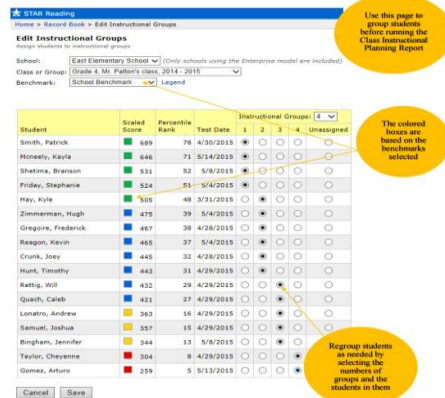 STAR Reading
Home > Record Book > Edit Instructional Groups
Edit Instructional Groups
Assign students to instructional groups
School: East Elementary School (Only schools using the Enterprise model are included)
Class or Group: Grade 4, Mr. Patton's class, 2014 - 2015
Benchmark: School Benchmark Legend
Use this page to
group students
before running the
Class Instructional
Planning Report
Instructional Groups: 4
Student Scaled Score Percentile Rank Test Date 1 2 3 4 Unassigned
Smith, Patrick 689 78 4/30/2015
Mcneely, Kayla 646 71 5/14/2015
Shetima, Branson 531 52 5/8/2015
Friday, Stephanie 524 51 5/4/2015
Hay, Kyle 505 48 3/31/2015
Zimmerman, Hugh 475 39 5/4/2015
Gregoire, Frederick 467 38 4/28/2015
Reagon, Kevin 465 37 5/4/2015
Crunk, Joey 445 32 4/28/2015
Hunt, Timothy 443 31 4/29/2015
Rettig, Will 432 29 4/29/2015
Quach, Caleb 421 27 4/29/2015
Lonatro, Andrew 363 16 4/29/2015
Samuel, Joshua 357 15 4/29/2015
Bingham, Jennifer 344 13 5/8/2015
Taylor, Cheyenne 304 8 4/29/2015
Gomez, Arturo 259 5 5/13/2015
The colored
boxes are
based on the
benchmarks
selected
Regroup students
as needed by
selecting the
numbers of
groups and the
students in them
Cancel Save